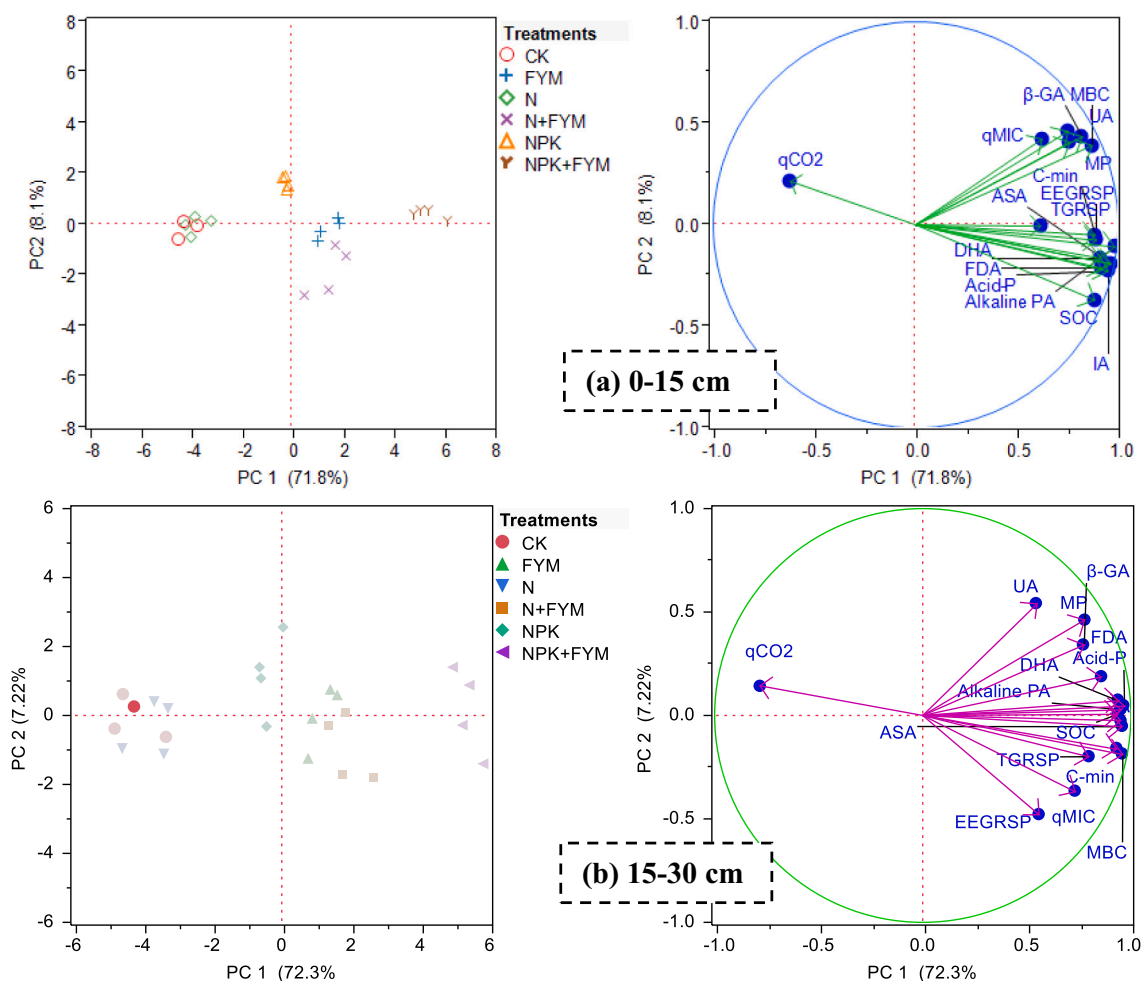 8
6
4
2
0
-2
-4
-6
-8
PC2 (8.1%)
-8 -6 -4 -2 0 2 4 6 8
PC 1 (71.8%)
Treatments
CK
FYM
N
N+FYM
NPK
NPK+FYM
1.0
0.5
0.0
-0.5
-1.0
PC 2 (8.1%)
β-GA MBC
UA
qMIC
qCO2
MP
C-min
ASA EEGRSP
TGRSP
DHA
FDA
Acid-P
Alkaline PA
SOC
IA
-1.0 -0.5 0.0 0.5 1.0
PC 1 (71.8%)
(a) 0-15 cm
6
4
2
0
-2
-4
-6
PC 2 (7.22%
-6 -4 -2 0 2 4 6
PC 1 (72.3%
Treatments
CK
FYM
N
N+FYM
NPK
NPK+FYM
1.0
0.5
0.0
-0.5
-1.0
PC 2 (7.22%
β-GA
UA
MP
FDA
qCO2
DHA Acid-P
Alkaline PA
ASA
SOC
TGRSP
C-min
EEGRSP qMIC
MBC
-1.0 -0.5 0.0 0.5 1.0
PC 1 (72.3%
(b) 15-30 cm